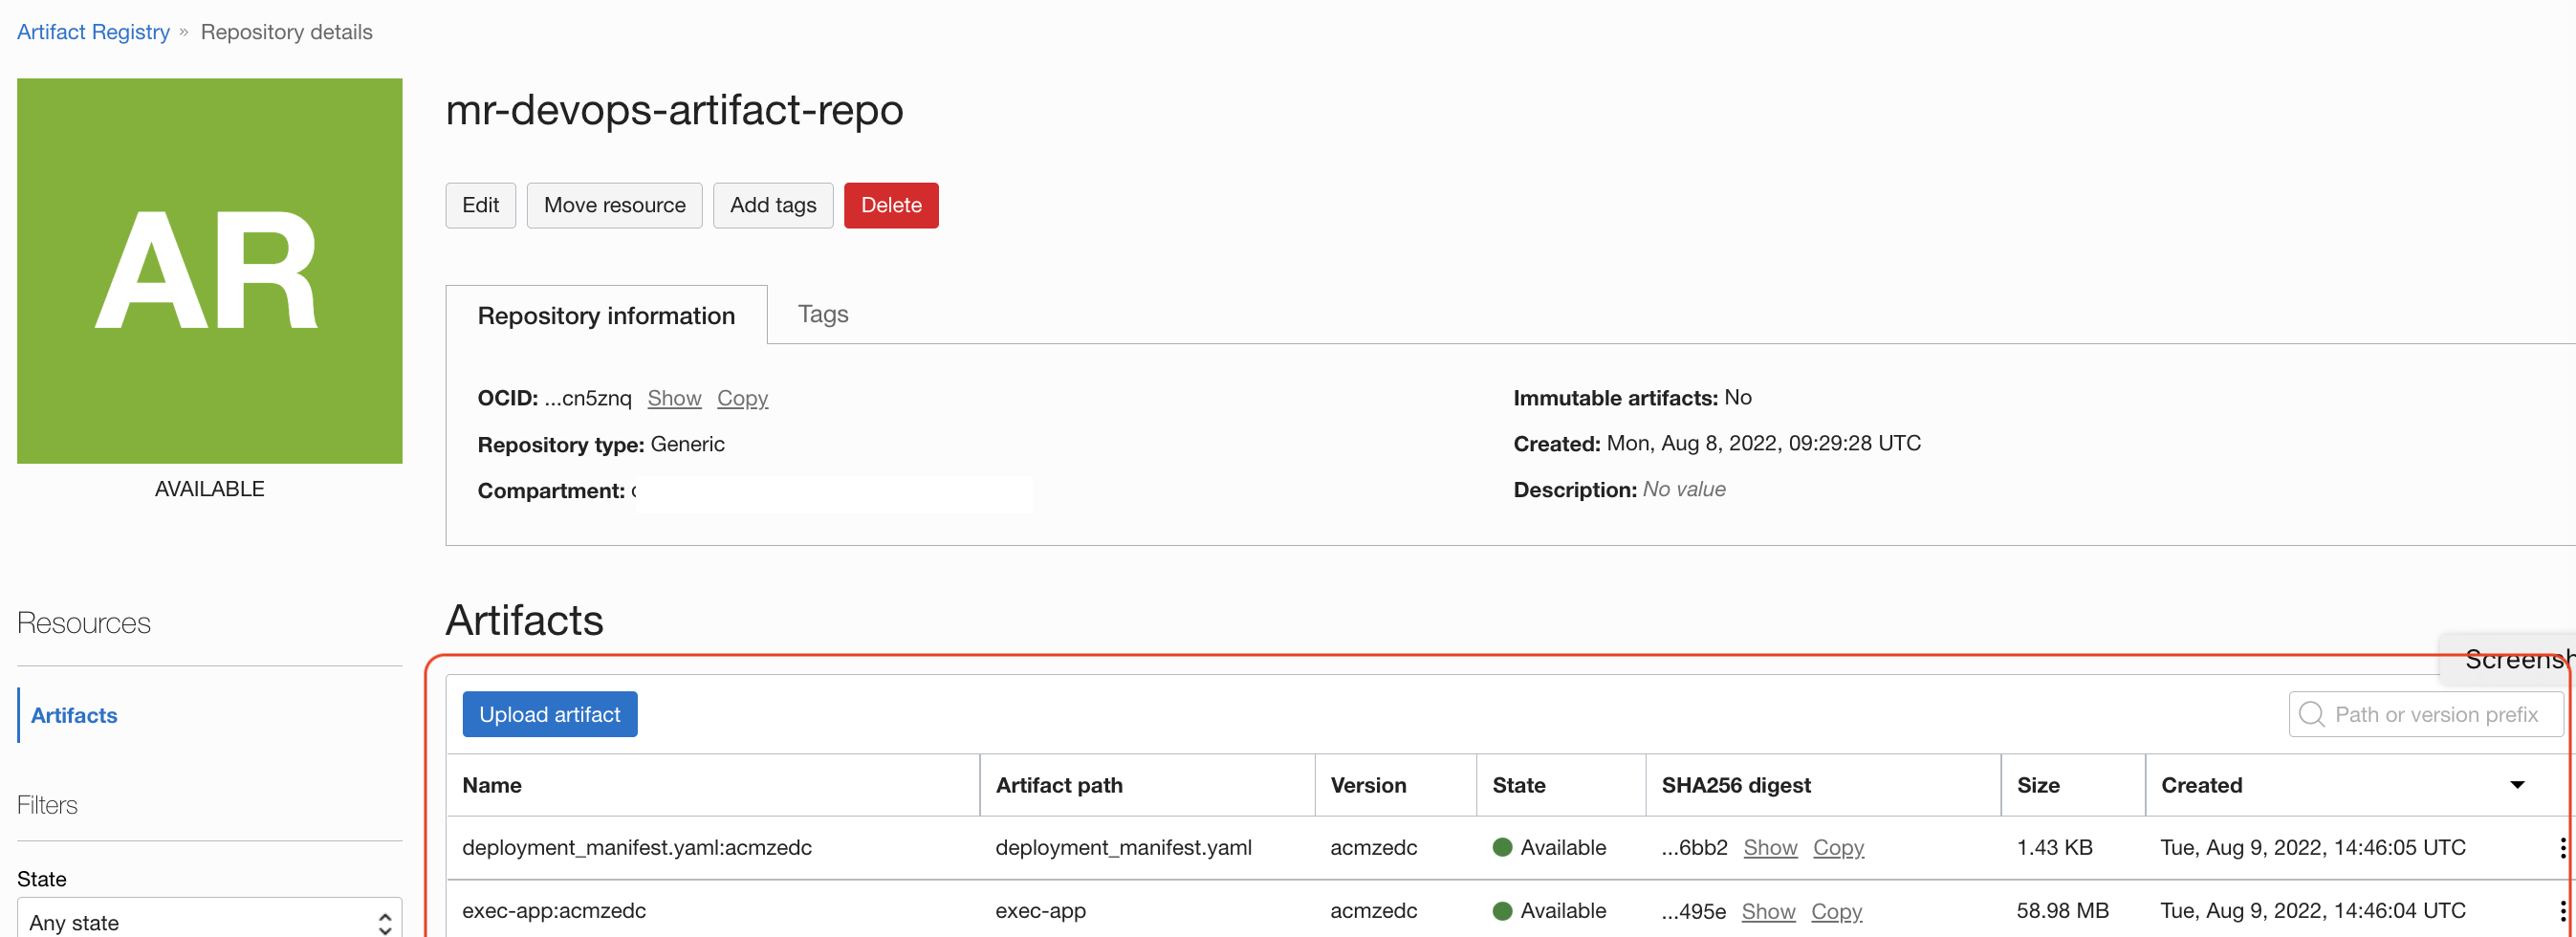 Artifact Registry » Repository details
AR
AVAILABLE
mr-devops-artifact-repo
Edit Move resource Add tags Delete
Repository information Tags
OCID: ...cn5znq Show Copy
Repository type: Generic
Compartment:
Immutable artifacts: No
Created: Mon, Aug 8, 2022, 09:29:28 UTC
Description: No value
Resources
Artifacts
Filters
State
Any state
Artifacts
Upload artifact Path or version prefix
Name Artifact path Version State SHA256 digest Size Created
deployment_manifest.yaml:acmzedc deployment_manifest.yaml acmzedc Available ...6bb2 Show Copy 1.43 KB Tue, Aug 9, 2022, 14:46:05 UTC
exec-app:acmzedc exec-app acmzedc Available ...495e Show Copy 58.98 MB Tue, Aug 9, 2022, 14:46:04 UTC